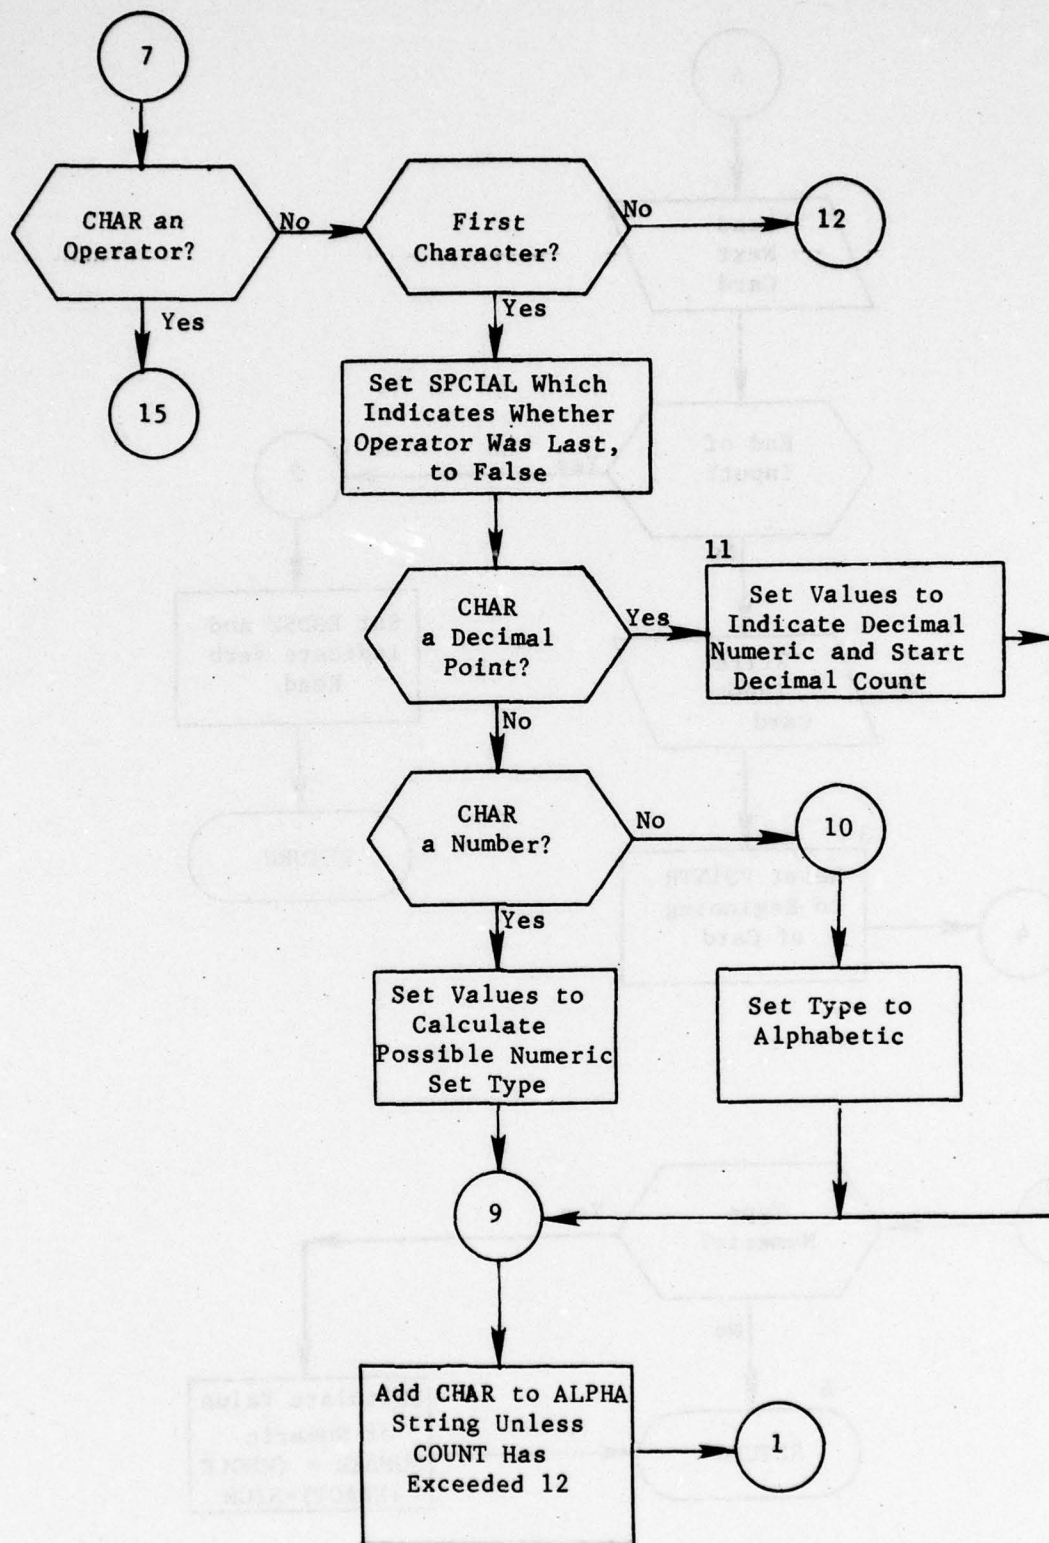 7
CHAR an
Operator?
No
First
Character?
No
12
Yes
15
Yes
Set SPCIAL Which
Indicates Whether
Operator Was Last,
to False
CHAR
a Decimal
Point?
Yes
11
Set Values to
Indicate Decimal
Numeric and Start
Decimal Count
No
CHAR
a Number?
No
10
Yes
Set Values to
Calculate
Possible Numeric
Set Type
Set Type to
Alphabetic
9
Add CHAR to ALPHA
String Unless
COUNT Has
Exceeded 12
1